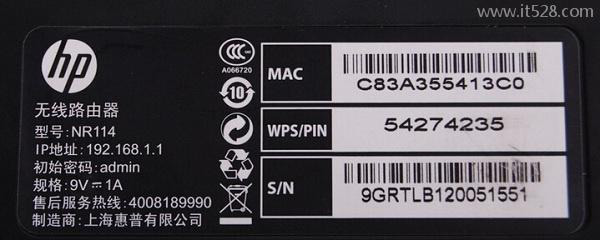 www.it528.com
hp
无线路由器
型号: NR114
IP地址: 192.168.1.1
初始密码: admin
规格: 9V⎓1A
售后服务热线: 4008189990
制造商: 上海惠普有限公司
CCC
A066720
10
MAC
C83A355413C0
WPS/PIN
54274235
S/N
9GRTLB120051551